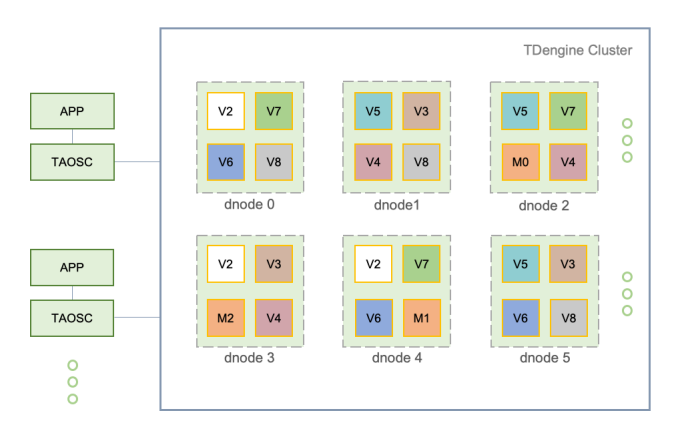 TDengine Cluster
APP
V2 V7
V5 V3
V5 V7
TAOSC
V6 V8
V4 V8
M0 V4
dnode 0
dnode1
dnode 2
APP
V2 V3
V2 V7
V5 V3
TAOSC
M2 V4
V6 M1
V6 V8
dnode 3
dnode 4
dnode 5